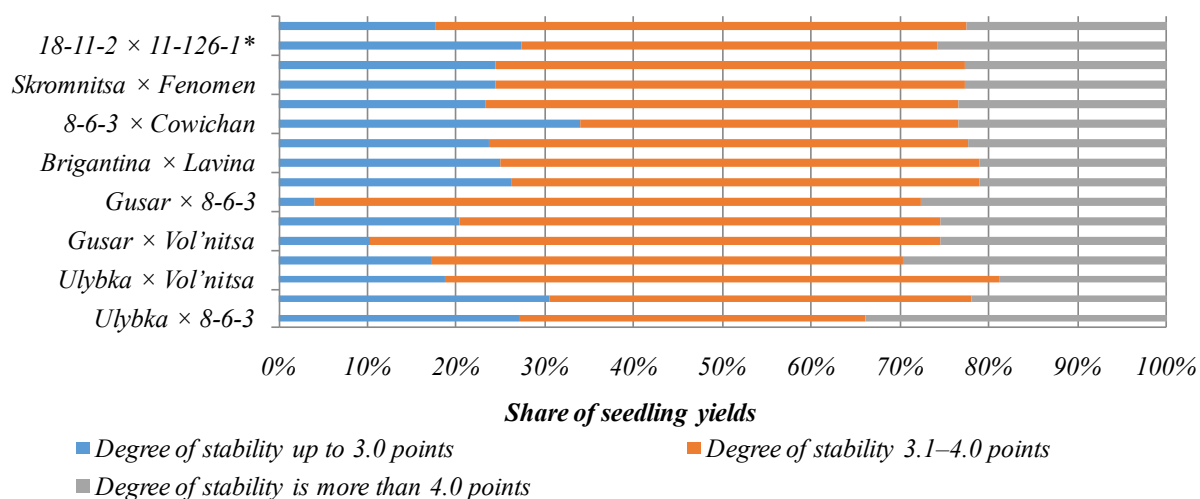 18-11-2 × 11-126-1*
Skromnitsa × Fenomen
8-6-3 × Cowichan
Brigantina × Lavina
Gusar × 8-6-3
Gusar × Vol’nitsa
Ulybka × Vol’nitsa
Ulybka × 8-6-3
0% 10% 20% 30% 40% 50% 60% 70% 80% 90% 100%
Share of seedling yields
Degree of stability up to 3.0 points
Degree of stability 3.1–4.0 points
Degree of stability is more than 4.0 points